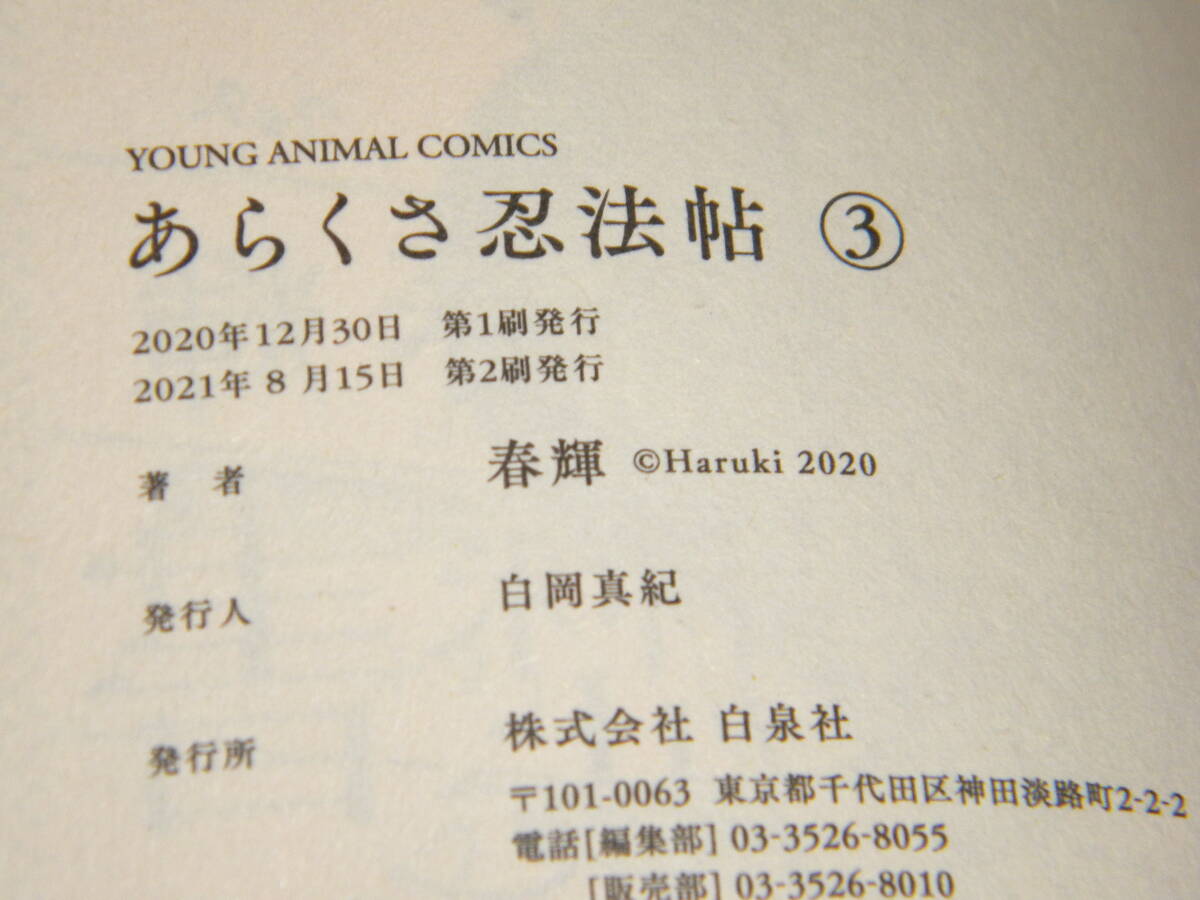 YOUNG ANIMAL COMICS
あらくさ忍法帖 ③
2020年12月30日 第1刷発行
2021年 8 月15日 第2刷発行
著 者 春輝 ©Haruki 2020
発行人 白岡真紀
発行所 株式会社 白泉社
〒101-0063 東京都千代田区神田淡路町2-2-2
電話[編集部] 03-3526-8055
[販売部] 03-3526-8010